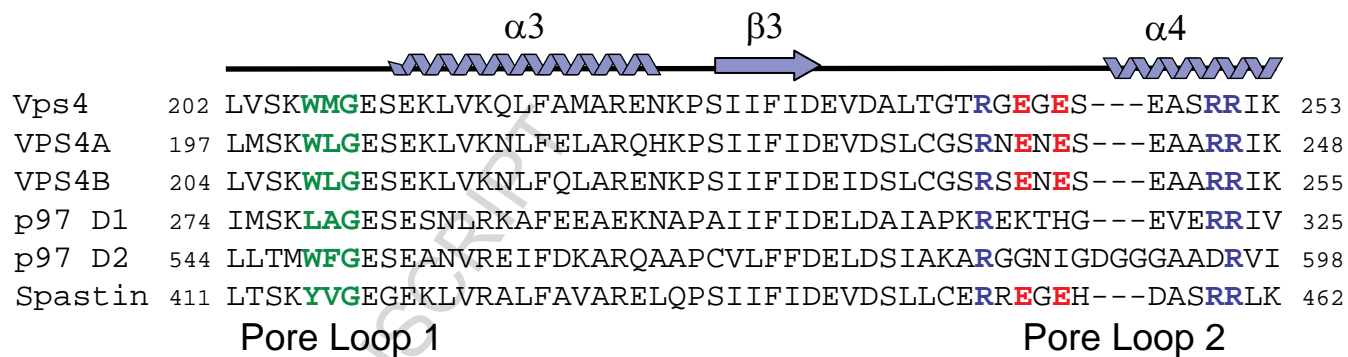 α3 β3 α4
Vps4 202 LVSKWMGESEKLVKQLFAMARENKPSIIFIDEVDALTGTRGEGES---EASRRIK 253
VPS4A 197 LMSKWLGESEKLVKNLFELARQHKPSIIFIDEVDSLCGSRNENES---EAARRIK 248
VPS4B 204 LVSKWLGESEKLVKNLFQLARENKPSIIFIDEIDSLCGSRSENES---EAARRIK 255
p97 D1 274 IMSKLAGESESNLRKAFEEAEKNAPAIIFIDELDAIAPKREKTHG---EVERRIV 325
p97 D2 544 LLTMWFGESEANVREIFDKARQAAPCVLFFDELDSIAKARGGNIGDGGGAADRVI 598
Spastin 411 LTSKYVGEGEKLVRALFAVARELQPSIIFIDEVDSLLCERREGEH---DASRRLK 462
Pore Loop 1 Pore Loop 2
SCRIPT